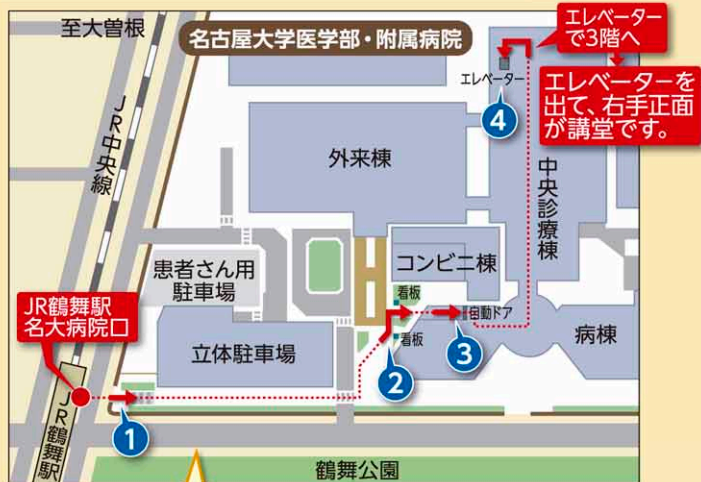 至大曽根
名古屋大学医学部・附属病院
エレベーター
で3階へ
エレベーター
4
エレベーターを
出て、右手正面
が講堂です。
JR中央線
外来棟
中央診療棟
患者さん用
駐車場
コンビニ棟
看板
自動ドア
JR鶴舞駅
名大病院口
立体駐車場
看板
病棟
3
2
1
JR鶴舞駅
鶴舞公園